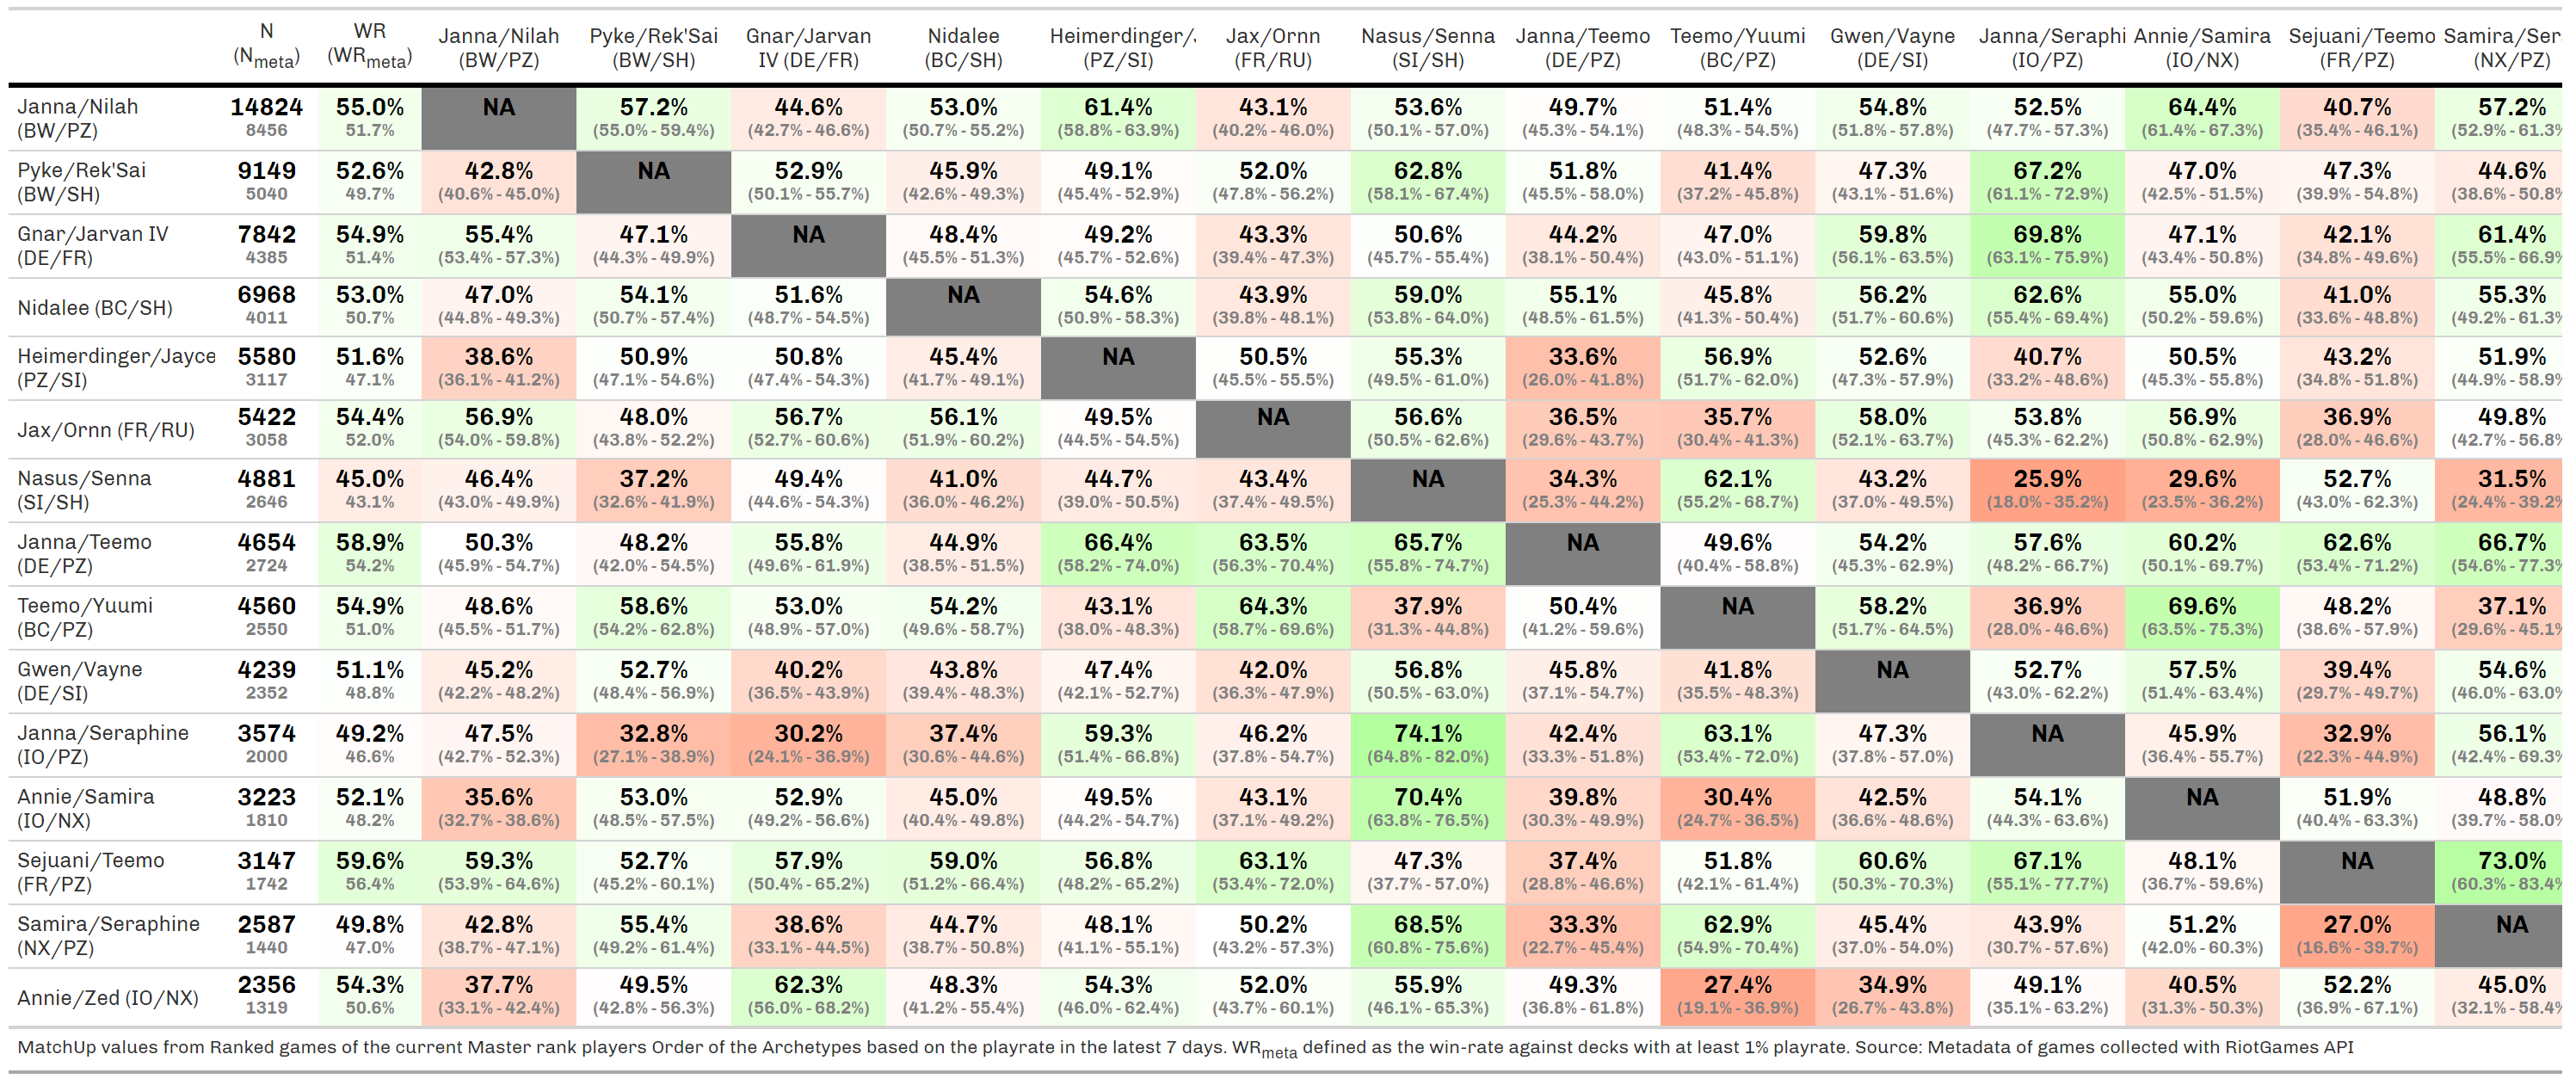 N WR Janna/Nilah Pyke/Rek'Sai Gnar/Jarvan Nidalee Heimerdinger/J Jax/Ornn Nasus/Senna Janna/Teemo Teemo/Yuumi Gwen/Vayne Janna/Seraphi Annie/Samira Sejuani/Teemo Samira/Ser
(Nmeta) (WRmeta) (BW/PZ) (BW/SH) IV (DE/FR) (BC/SH) (PZ/SI) (FR/RU) (SI/SH) (DE/PZ) (BC/PZ) (DE/SI) (IO/PZ) (IO/NX) (FR/PZ) (NX/PZ)
Janna/Nilah 14824 55.0% NA 57.2% 44.6% 53.0% 61.4% 43.1% 53.6% 49.7% 51.4% 54.8% 52.5% 64.4% 40.7% 57.2%
(BW/PZ) 8456 51.7% (55.0% - 59.4%) (42.7% - 46.6%) (50.7% - 55.2%) (58.8% - 63.9%) (40.2% - 46.0%) (50.1% - 57.0%) (45.3% - 54.1%) (48.3% - 54.5%) (51.8% - 57.8%) (47.7% - 57.3%) (61.4% - 67.3%) (35.4% - 46.1%) (52.9% - 61.3%
Pyke/Rek'Sai 9149 52.6% 42.8% NA 52.9% 45.9% 49.1% 52.0% 62.8% 51.8% 41.4% 47.3% 67.2% 47.0% 47.3% 44.6%
(BW/SH) 5040 49.7% (40.6% - 45.0%) (50.1% - 55.7%) (42.6% - 49.3%) (45.4% - 52.9%) (47.8% - 56.2%) (58.1% - 67.4%) (45.5% - 58.0%) (37.2% - 45.8%) (43.1% - 51.6%) (61.1% - 72.9%) (42.5% - 51.5%) (39.9% - 54.8%) (38.6% - 50.8%
Gnar/Jarvan IV 7842 54.9% 55.4% 47.1% NA 48.4% 49.2% 43.3% 50.6% 44.2% 47.0% 59.8% 69.8% 47.1% 42.1% 61.4%
(DE/FR) 4385 51.4% (53.4% - 57.3%) (44.3% - 49.9%) (45.5% - 51.3%) (45.7% - 52.6%) (39.4% - 47.3%) (45.7% - 55.4%) (38.1% - 50.4%) (43.0% - 51.1%) (56.1% - 63.5%) (63.1% - 75.9%) (43.4% - 50.8%) (34.8% - 49.6%) (55.5% - 66.9%
Nidalee (BC/SH) 6968 53.0% 47.0% 54.1% 51.6% NA 54.6% 43.9% 59.0% 55.1% 45.8% 56.2% 62.6% 55.0% 41.0% 55.3%
4011 50.7% (44.8% - 49.3%) (50.7% - 57.4%) (48.7% - 54.5%) (50.9% - 58.3%) (39.8% - 48.1%) (53.8% - 64.0%) (48.5% - 61.5%) (41.3% - 50.4%) (51.7% - 60.6%) (55.4% - 69.4%) (50.2% - 59.6%) (33.6% - 48.8%) (49.2% - 61.3%
Heimerdinger/Jayce 5580 51.6% 38.6% 50.9% 50.8% 45.4% NA 50.5% 55.3% 33.6% 56.9% 52.6% 40.7% 50.5% 43.2% 51.9%
(PZ/SI) 3117 47.1% (36.1% - 41.2%) (47.1% - 54.6%) (47.4% - 54.3%) (41.7% - 49.1%) (45.5% - 55.5%) (49.5% - 61.0%) (26.0% - 41.8%) (51.7% - 62.0%) (47.3% - 57.9%) (33.2% - 48.6%) (45.3% - 55.8%) (34.8% - 51.8%) (44.9% - 58.9%
Jax/Ornn (FR/RU) 5422 54.4% 56.9% 48.0% 56.7% 56.1% 49.5% NA 56.6% 36.5% 35.7% 58.0% 53.8% 56.9% 36.9% 49.8%
3058 52.0% (54.0% - 59.8%) (43.8% - 52.2%) (52.7% - 60.6%) (51.9% - 60.2%) (44.5% - 54.5%) (50.5% - 62.6%) (29.6% - 43.7%) (30.4% - 41.3%) (52.1% - 63.7%) (45.3% - 62.2%) (50.8% - 62.9%) (28.0% - 46.6%) (42.7% - 56.8%
Nasus/Senna 4881 45.0% 46.4% 37.2% 49.4% 41.0% 44.7% 43.4% NA 34.3% 62.1% 43.2% 25.9% 29.6% 52.7% 31.5%
(SI/SH) 2646 43.1% (43.0% - 49.9%) (32.6% - 41.9%) (44.6% - 54.3%) (36.0% - 46.2%) (39.0% - 50.5%) (37.4% - 49.5%) (25.3% - 44.2%) (55.2% - 68.7%) (37.0% - 49.5%) (18.0% - 35.2%) (23.5% - 36.2%) (43.0% - 62.3%) (24.4% - 39.2%
Janna/Teemo 4654 58.9% 50.3% 48.2% 55.8% 44.9% 66.4% 63.5% 65.7% NA 49.6% 54.2% 57.6% 60.2% 62.6% 66.7%
(DE/PZ) 2724 54.2% (45.9% - 54.7%) (42.0% - 54.5%) (49.6% - 61.9%) (38.5% - 51.5%) (58.2% - 74.0%) (56.3% - 70.4%) (55.8% - 74.7%) (40.4% - 58.8%) (45.3% - 62.9%) (48.2% - 66.7%) (50.1% - 69.7%) (53.4% - 71.2%) (54.6% - 77.3%
Teemo/Yuumi 4560 54.9% 48.6% 58.6% 53.0% 54.2% 43.1% 64.3% 37.9% 50.4% NA 58.2% 36.9% 69.6% 48.2% 37.1%
(BC/PZ) 2550 51.0% (45.5% - 51.7%) (54.2% - 62.8%) (48.9% - 57.0%) (49.6% - 58.7%) (38.0% - 48.3%) (58.7% - 69.6%) (31.3% - 44.8%) (41.2% - 59.6%) (51.7% - 64.5%) (28.0% - 46.6%) (63.5% - 75.3%) (38.6% - 57.9%) (29.6% - 45.1%
Gwen/Vayne 4239 51.1% 45.2% 52.7% 40.2% 43.8% 47.4% 42.0% 56.8% 45.8% 41.8% NA 52.7% 57.5% 39.4% 54.6%
(DE/SI) 2352 48.8% (42.2% - 48.2%) (48.4% - 56.9%) (36.5% - 43.9%) (39.4% - 48.3%) (42.1% - 52.7%) (36.3% - 47.9%) (50.5% - 63.0%) (37.1% - 54.7%) (35.5% - 48.3%) (43.0% - 62.2%) (51.4% - 63.4%) (29.7% - 49.7%) (46.0% - 63.0%
Janna/Seraphine 3574 49.2% 47.5% 32.8% 30.2% 37.4% 59.3% 46.2% 74.1% 42.4% 63.1% 47.3% NA 45.9% 32.9% 56.1%
(IO/PZ) 2000 46.6% (42.7% - 52.3%) (27.1% - 38.9%) (24.1% - 36.9%) (30.6% - 44.6%) (51.4% - 66.8%) (37.8% - 54.7%) (64.8% - 82.0%) (33.3% - 51.8%) (53.4% - 72.0%) (37.8% - 57.0%) (36.4% - 55.7%) (22.3% - 44.9%) (42.4% - 69.3%
Annie/Samira 3223 52.1% 35.6% 53.0% 52.9% 45.0% 49.5% 43.1% 70.4% 39.8% 30.4% 42.5% 54.1% NA 51.9% 48.8%
(IO/NX) 1810 48.2% (32.7% - 38.6%) (48.5% - 57.5%) (49.2% - 56.6%) (40.4% - 49.8%) (44.2% - 54.7%) (37.1% - 49.2%) (63.8% - 76.5%) (30.3% - 49.9%) (24.7% - 36.5%) (36.6% - 48.6%) (44.3% - 63.6%) (40.4% - 63.3%) (39.7% - 58.0%
Sejuani/Teemo 3147 59.6% 59.3% 52.7% 57.9% 59.0% 56.8% 63.1% 47.3% 37.4% 51.8% 60.6% 67.1% 48.1% NA 73.0%
(FR/PZ) 1742 56.4% (53.9% - 64.6%) (45.2% - 60.1%) (50.4% - 65.2%) (51.2% - 66.4%) (48.2% - 65.2%) (53.4% - 72.0%) (37.7% - 57.0%) (28.8% - 46.6%) (42.1% - 61.4%) (50.3% - 70.3%) (55.1% - 77.7%) (36.7% - 59.6%) (60.3% - 83.4%
Samira/Seraphine 2587 49.8% 42.8% 55.4% 38.6% 44.7% 48.1% 50.2% 68.5% 33.3% 62.9% 45.4% 43.9% 51.2% 27.0% NA
(NX/PZ) 1440 47.0% (38.7% - 47.1%) (49.2% - 61.4%) (33.1% - 44.5%) (38.7% - 50.8%) (41.1% - 55.1%) (43.2% - 57.3%) (60.8% - 75.6%) (22.7% - 45.4%) (54.9% - 70.4%) (37.0% - 54.0%) (30.7% - 57.6%) (42.0% - 60.3%) (16.6% - 39.7%)
Annie/Zed (IO/NX) 2356 54.3% 37.7% 49.5% 62.3% 48.3% 54.3% 52.0% 55.9% 49.3% 27.4% 34.9% 49.1% 40.5% 52.2% 45.0%
1319 50.6% (33.1% - 42.4%) (42.8% - 56.3%) (56.0% - 68.2%) (41.2% - 55.4%) (46.0% - 62.4%) (43.7% - 60.1%) (46.1% - 65.3%) (36.8% - 61.8%) (19.1% - 36.9%) (26.7% - 43.8%) (35.1% - 63.2%) (31.3% - 50.3%) (36.9% - 67.1%) (32.1% - 58.4%
MatchUp values from Ranked games of the current Master rank players Order of the Archetypes based on the playrate in the latest 7 days. WRmeta defined as the win-rate against decks with at least 1% playrate. Source: Metadata of games collected with RiotGames API